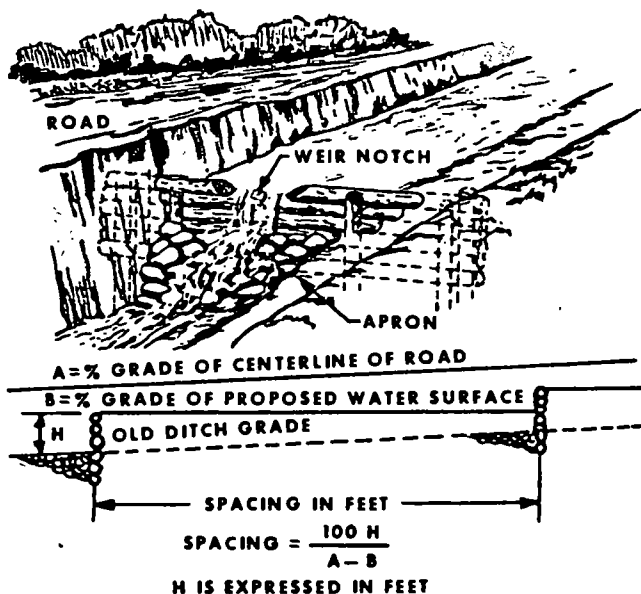 ROAD
WEIR NOTCH
APRON
A=% GRADE OF CENTERLINE OF ROAD
B=% GRADE OF PROPOSED WATER SURFACE
H
OLD DITCH GRADE
SPACING IN FEET
SPACING = 100 H
A-B
H IS EXPRESSED IN FEET